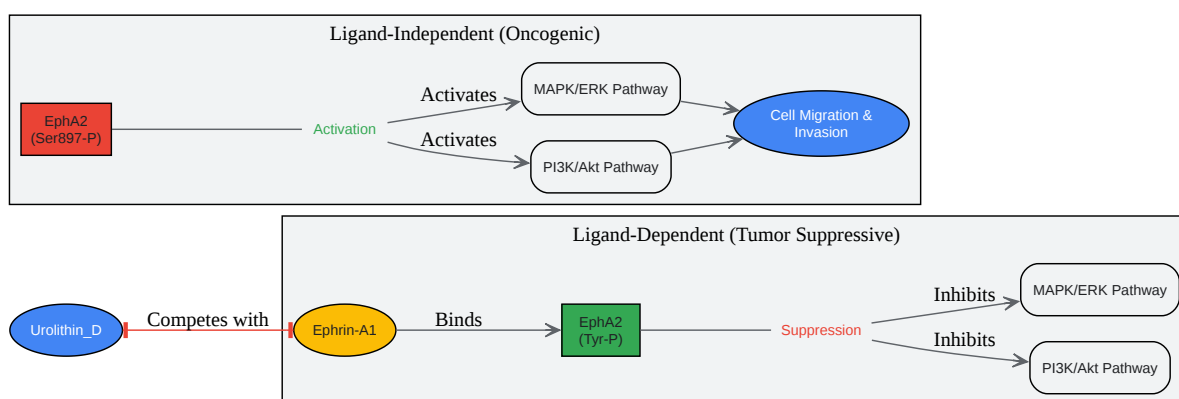 Ligand-Independent (Oncogenic)
EphA2
(Ser897-P)
Activation
Activates
Activates
MAPK/ERK Pathway
PI3K/Akt Pathway
Cell Migration &
Invasion
Ligand-Dependent (Tumor Suppressive)
Urolithin_D
Competes with
Ephrin-A1
Binds
EphA2
(Tyr-P)
Suppression
Inhibits
Inhibits
MAPK/ERK Pathway
PI3K/Akt Pathway